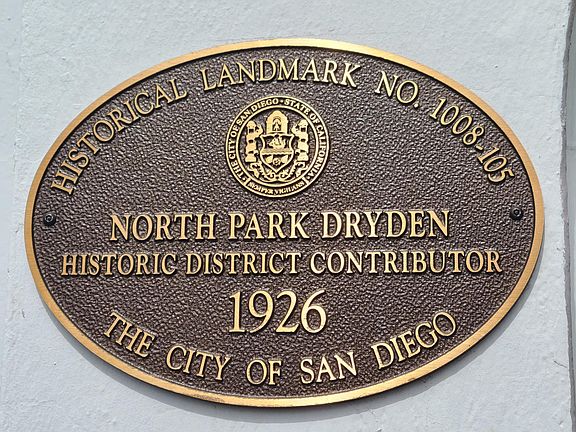 HISTORICAL LANDMARK NO. 1008-105
THE CITY OF SAN DIEGO · STATE OF CALIFORNIA
SEMPER VIGILANS
NORTH PARK DRYDEN
HISTORIC DISTRICT CONTRIBUTOR
1926
THE CITY OF SAN DIEGO